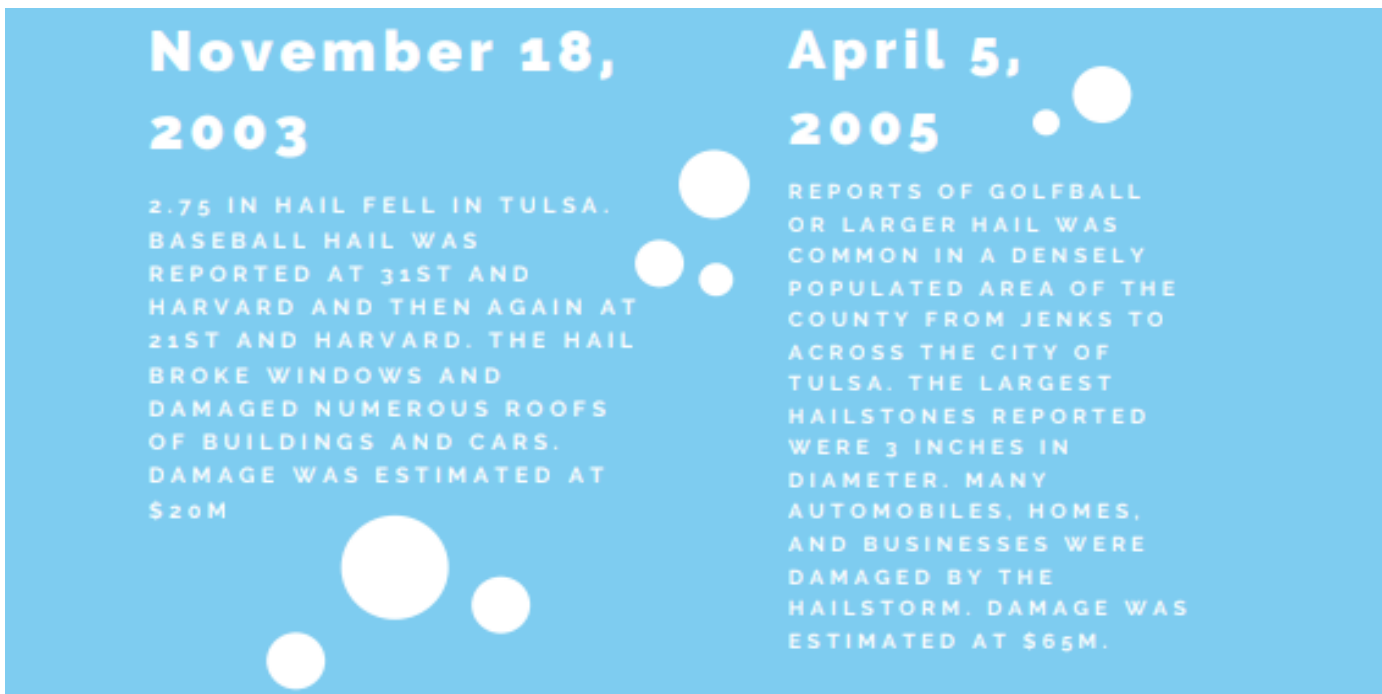 November 18,
2003
2.75 IN HAIL FELL IN TULSA.
BASEBALL HAIL WAS
REPORTED AT 31ST AND
HARVARD AND THEN AGAIN AT
21ST AND HARVARD. THE HAIL
BROKE WINDOWS AND
DAMAGED NUMEROUS ROOFS
OF BUILDINGS AND CARS.
DAMAGE WAS ESTIMATED AT
$20M
April 5,
2005
REPORTS OF GOLFBALL
OR LARGER HAIL WAS
COMMON IN A DENSELY
POPULATED AREA OF THE
COUNTY FROM JENKS TO
ACROSS THE CITY OF
TULSA. THE LARGEST
HAILSTONES REPORTED
WERE 3 INCHES IN
DIAMETER. MANY
AUTOMOBILES, HOMES,
AND BUSINESSES WERE
DAMAGED BY THE
HAILSTORM. DAMAGE WAS
ESTIMATED AT $65M.